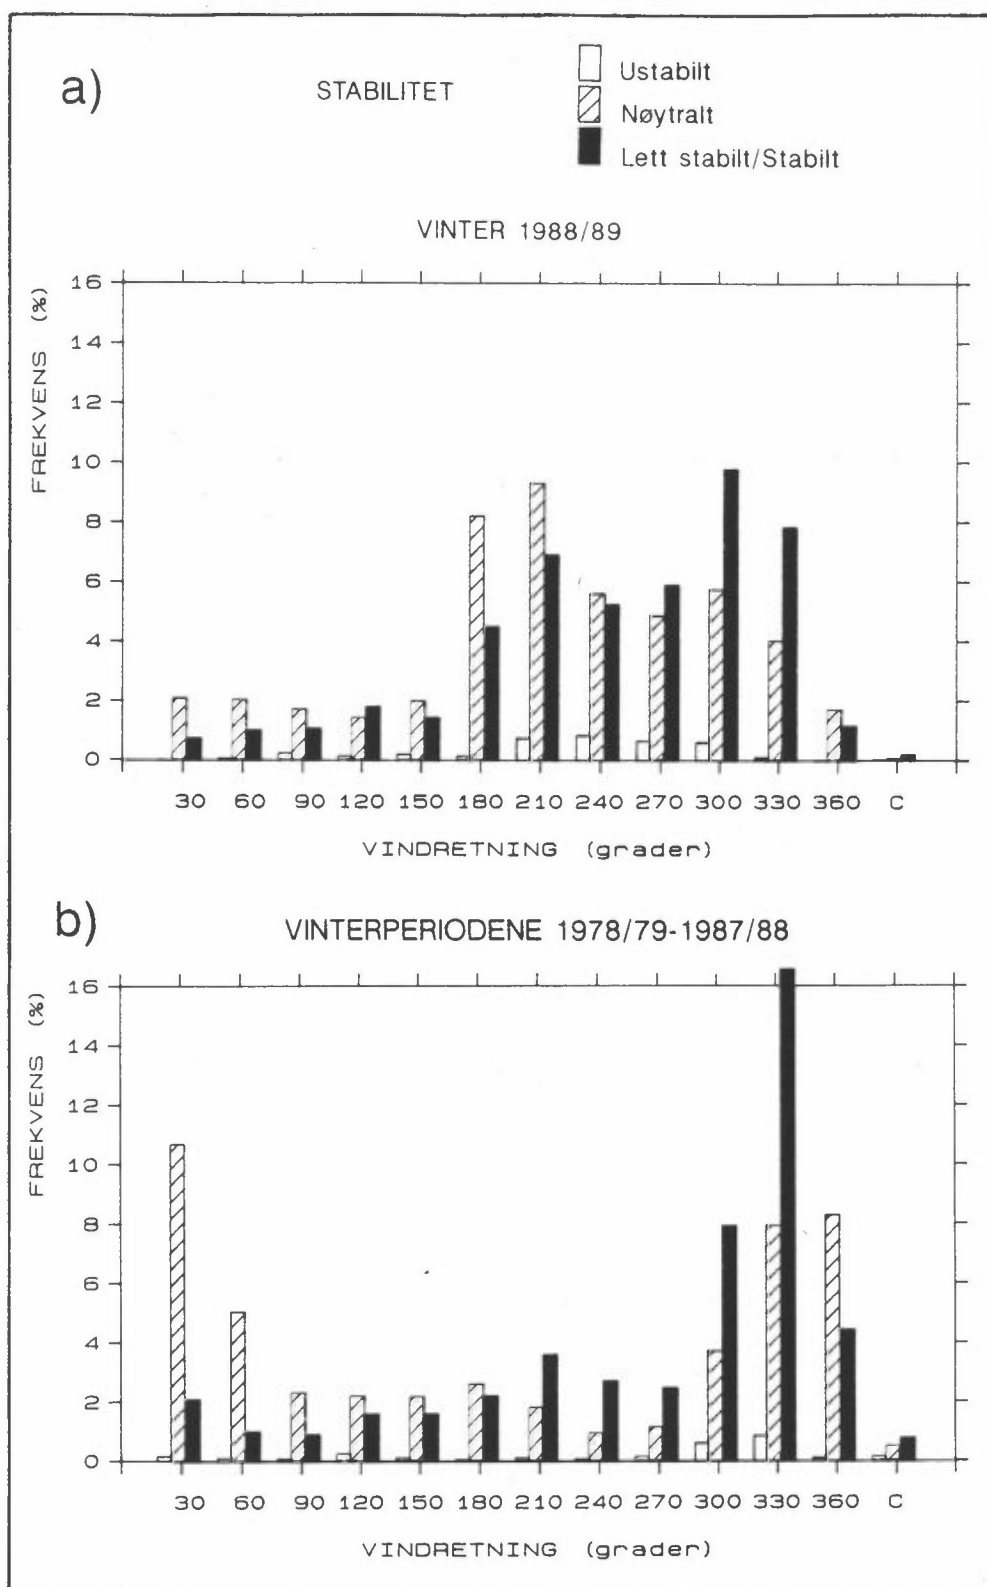 a)
STABILITET
Ustabilt
Nøytralt
Lett stabilt/Stabilt
VINTER 1988/89
FREKVENS (%)
16
14
12
10
8
6
4
2
0
30 60 90 120 150 180 210 240 270 300 330 360 C
VINDRETNING (grader)
b)
VINTERPERIODENE 1978/79-1987/88
FREKVENS (%)
16
14
12
10
8
6
4
2
0
30 60 90 120 150 180 210 240 270 300 330 360 C
VINDRETNING (grader)